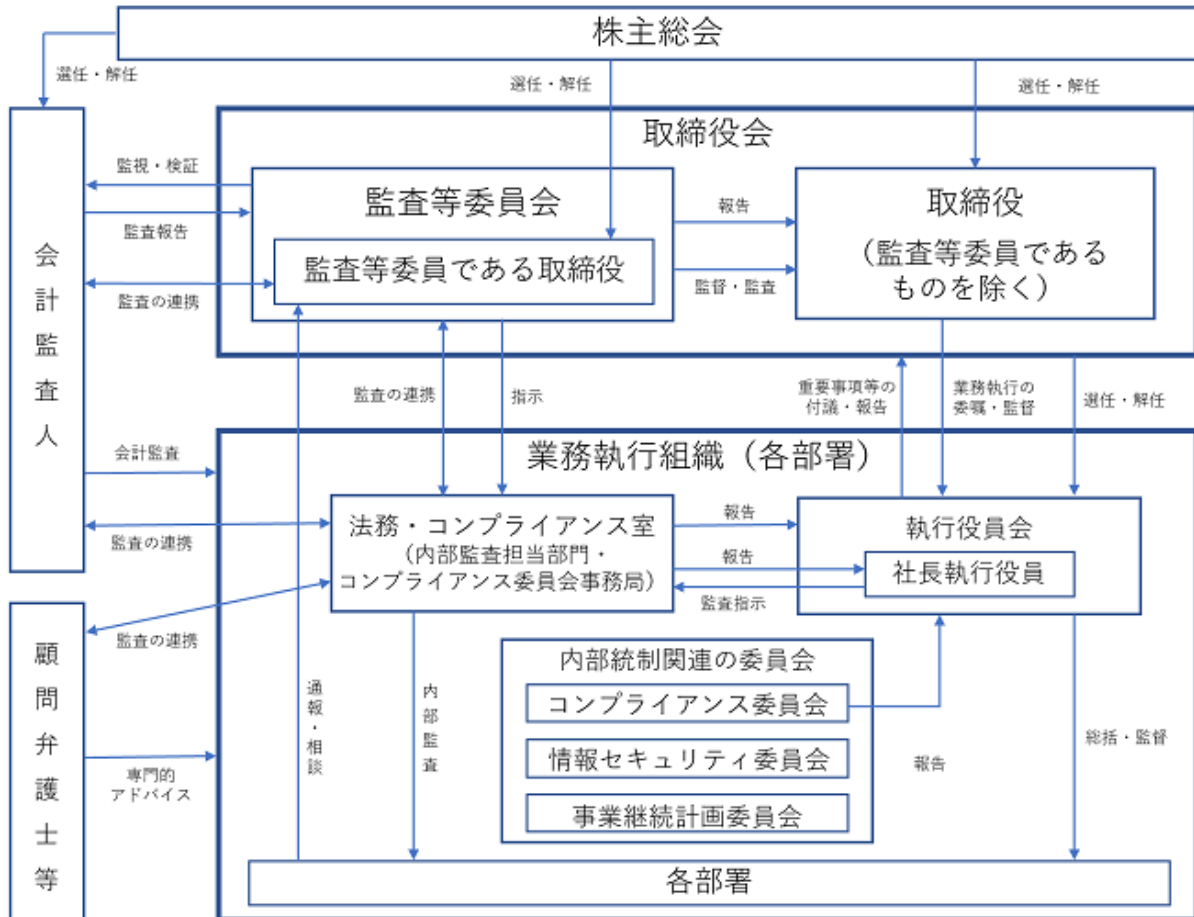 株主総会
選任・解任
選任・解任
選任・解任
取締役会
監視・検証
監査等委員会
取締役
報告
監査報告
（監査等委員である
ものを除く）
監査等委員である取締役
監督・監査
監査の連携
会計監査人
監査の連携
指示
重要事項等の
付議・報告
業務執行の
委嘱・監督
選任・解任
会計監査
業務執行組織（各部署）
法務・コンプライアンス室
（内部監査担当部門・
コンプライアンス委員会事務局）
報告
執行役員会
監査の連携
報告
社長執行役員
監査指示
監査の連携
内部統制関連の委員会
コンプライアンス委員会
情報セキュリティ委員会
事業継続計画委員会
通報・相談
内部監査
報告
総括・監督
顧問弁護士等
専門的
アドバイス
各部署